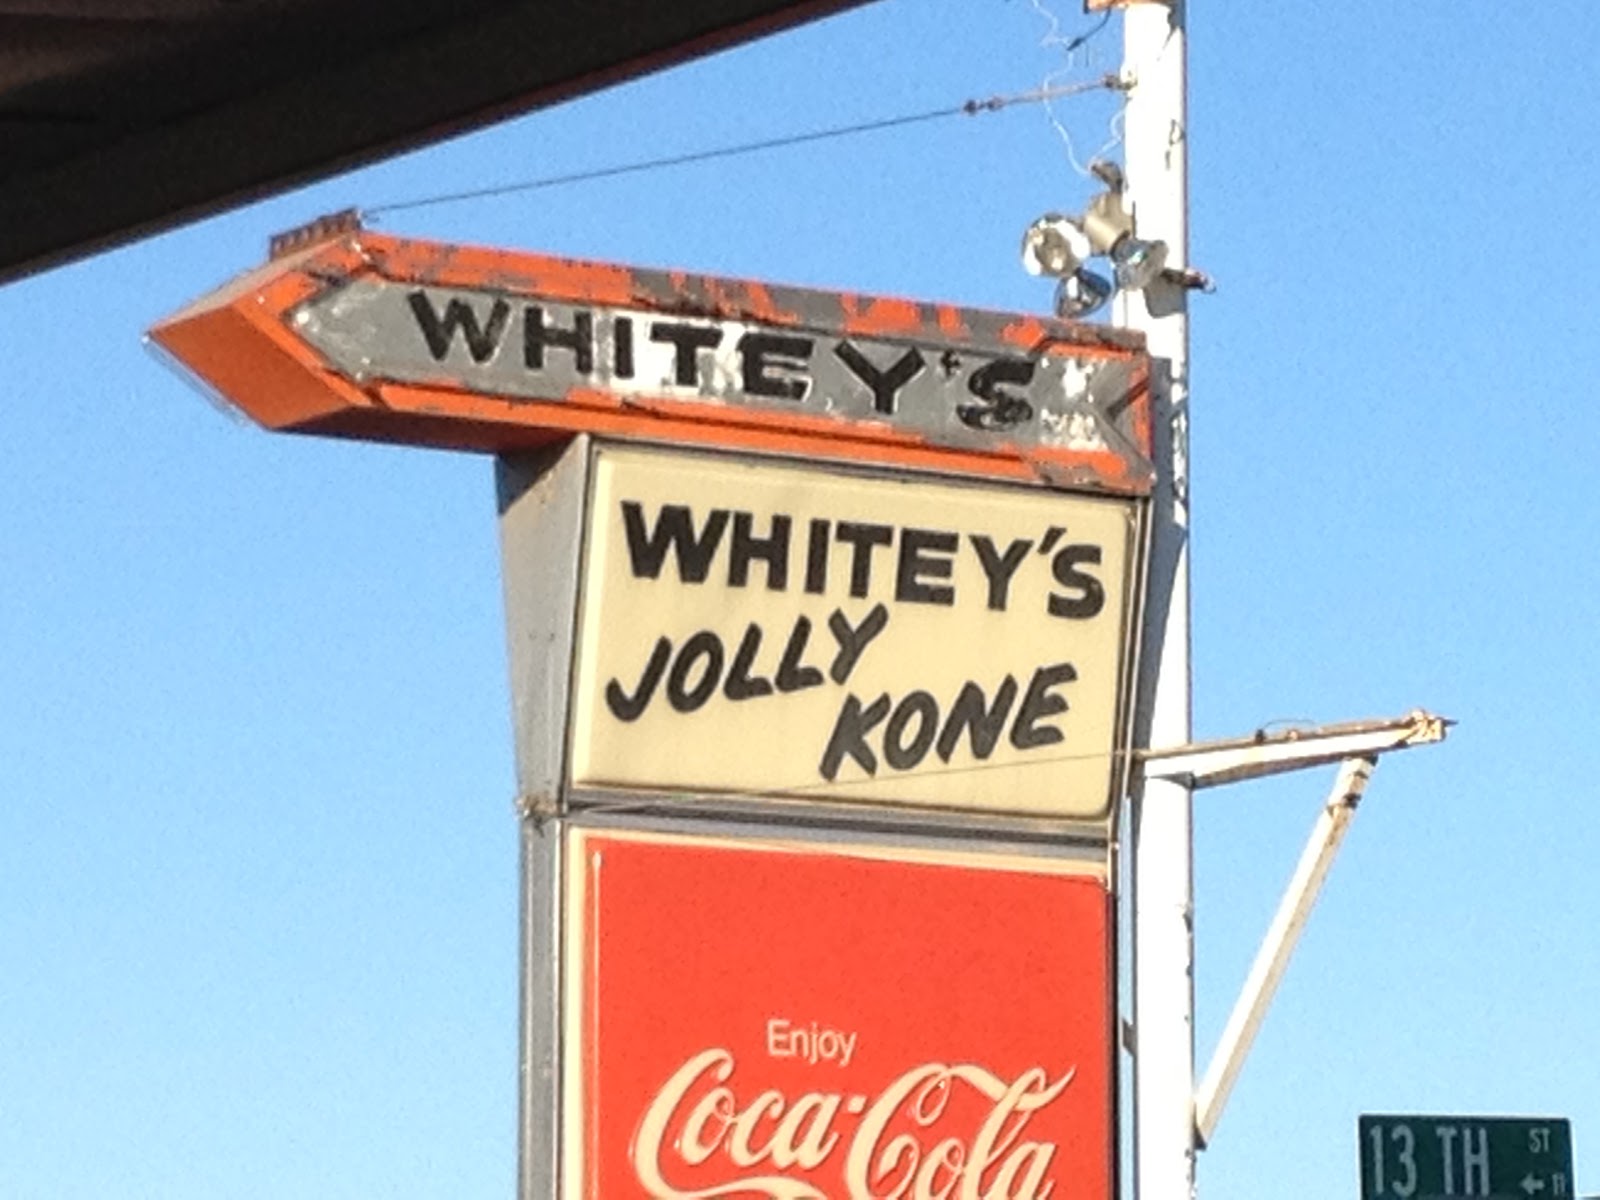 WHITEY'S
WHITEY'S
JOLLY
KONE
Enjoy
Coca-Cola
13 TH ST